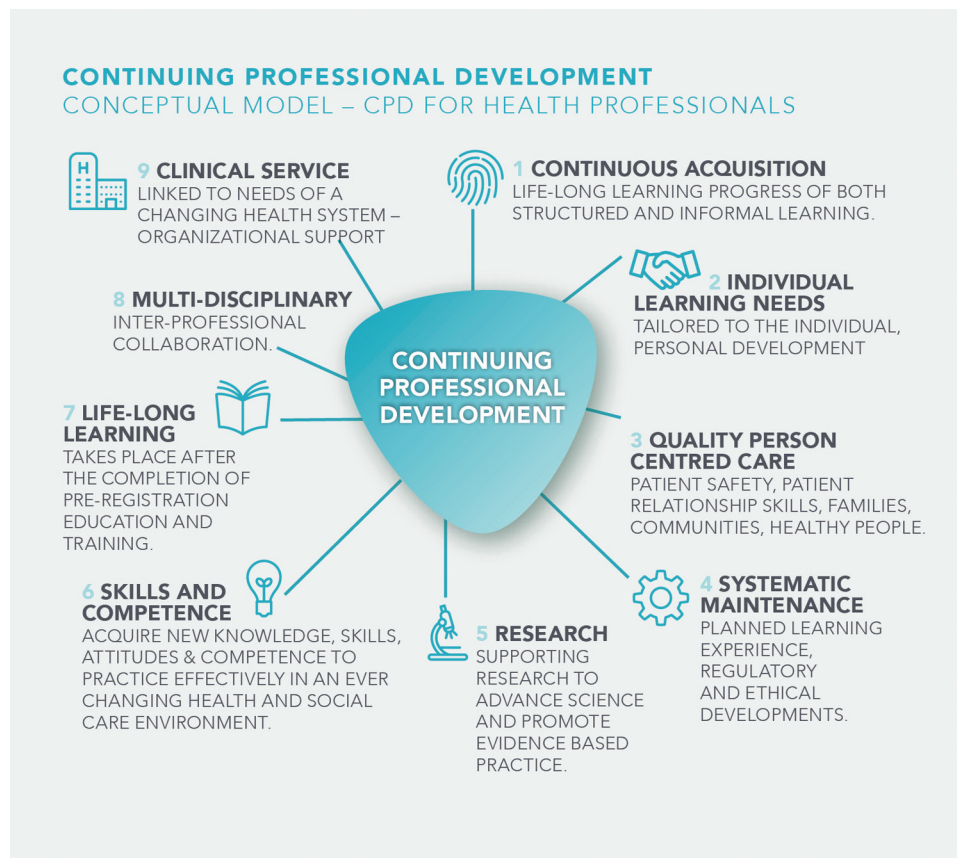 CONTINUING PROFESSIONAL DEVELOPMENT
CONCEPTUAL MODEL – CPD FOR HEALTH PROFESSIONALS
1 CONTINUOUS ACQUISITION
LIFE-LONG LEARNING PROGRESS OF BOTH
STRUCTURED AND INFORMAL LEARNING.
2 INDIVIDUAL
LEARNING NEEDS
TAILORED TO THE INDIVIDUAL,
PERSONAL DEVELOPMENT
3 QUALITY PERSON
CENTRED CARE
PATIENT SAFETY, PATIENT
RELATIONSHIP SKILLS, FAMILIES,
COMMUNITIES, HEALTHY PEOPLE.
4 SYSTEMATIC
MAINTENANCE
PLANNED LEARNING
EXPERIENCE,
REGULATORY
AND ETHICAL
DEVELOPMENTS.
5 RESEARCH
SUPPORTING
RESEARCH TO
ADVANCE SCIENCE
AND PROMOTE
EVIDENCE BASED
PRACTICE.
6 SKILLS AND
COMPETENCE
ACQUIRE NEW KNOWLEDGE, SKILLS,
ATTITUDES & COMPETENCE TO
PRACTICE EFFECTIVELY IN AN EVER
CHANGING HEALTH AND SOCIAL
CARE ENVIRONMENT.
7 LIFE-LONG
LEARNING
TAKES PLACE AFTER
THE COMPLETION OF
PRE-REGISTRATION
EDUCATION AND
TRAINING.
8 MULTI-DISCIPLINARY
INTER-PROFESSIONAL
COLLABORATION.
H
9 CLINICAL SERVICE
LINKED TO NEEDS OF A
CHANGING HEALTH SYSTEM –
ORGANIZATIONAL SUPPORT
CONTINUING
PROFESSIONAL
DEVELOPMENT